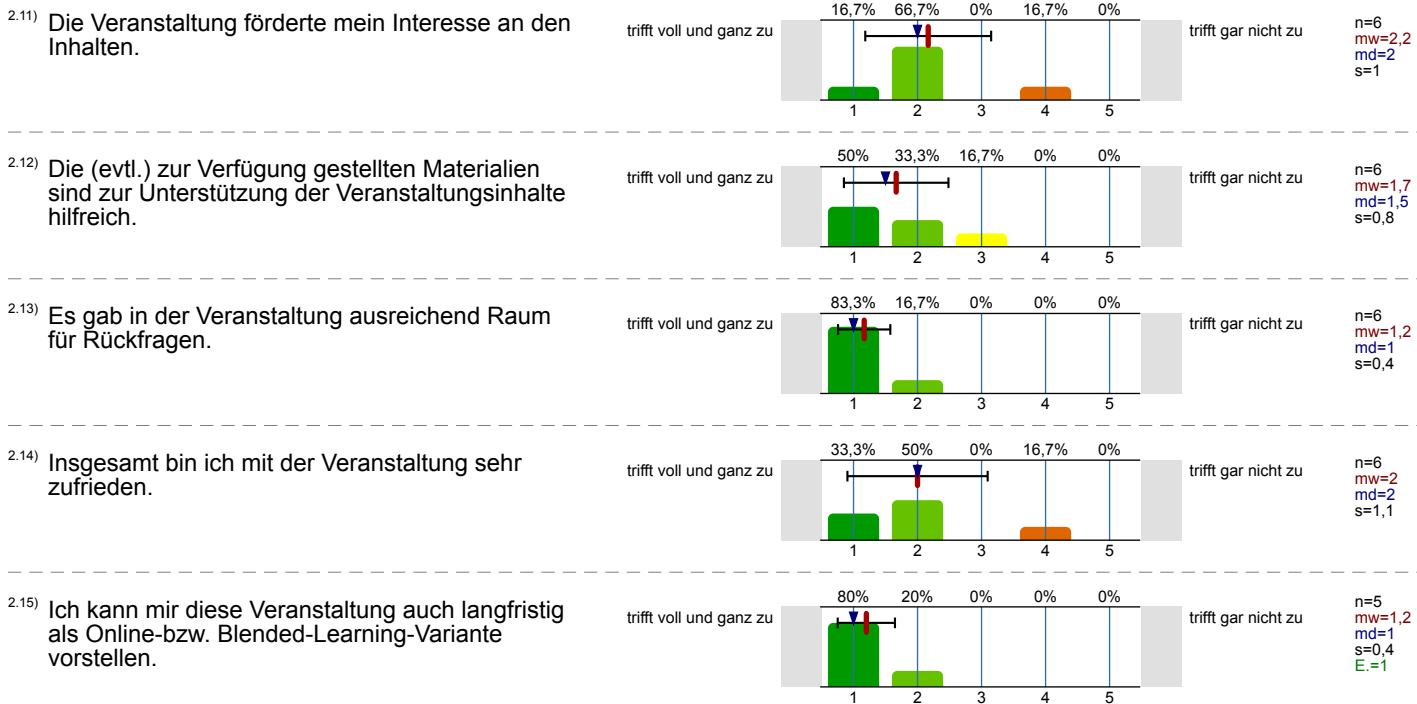 2.11) Die Veranstaltung förderte mein Interesse an den
Inhalten.
trifft voll und ganz zu
16,7% 66,7% 0% 16,7% 0%
1 2 3 4 5
trifft gar nicht zu
n=6
mw=2,2
md=2
s=1
2.12) Die (evtl.) zur Verfügung gestellten Materialien
sind zur Unterstützung der Veranstaltungsinhalte
hilfreich.
trifft voll und ganz zu
50% 33,3% 16,7% 0% 0%
1 2 3 4 5
trifft gar nicht zu
n=6
mw=1,7
md=1,5
s=0,8
2.13) Es gab in der Veranstaltung ausreichend Raum
für Rückfragen.
trifft voll und ganz zu
83,3% 16,7% 0% 0% 0%
1 2 3 4 5
trifft gar nicht zu
n=6
mw=1,2
md=1
s=0,4
2.14) Insgesamt bin ich mit der Veranstaltung sehr
zufrieden.
trifft voll und ganz zu
33,3% 50% 0% 16,7% 0%
1 2 3 4 5
trifft gar nicht zu
n=6
mw=2
md=2
s=1,1
2.15) Ich kann mir diese Veranstaltung auch langfristig
als Online-bzw. Blended-Learning-Variante
vorstellen.
trifft voll und ganz zu
80% 20% 0% 0% 0%
1 2 3 4 5
trifft gar nicht zu
n=5
mw=1,2
md=1
s=0,4
E.=1